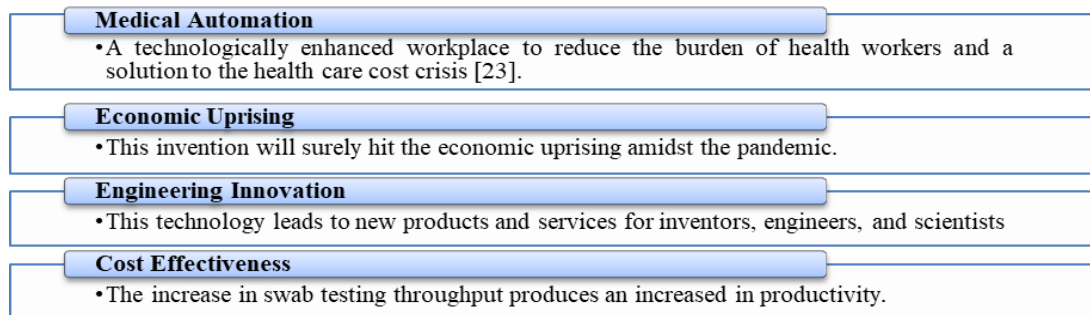 Medical Automation
•A technologically enhanced workplace to reduce the burden of health workers and a
solution to the health care cost crisis [23].
Economic Uprising
•This invention will surely hit the economic uprising amidst the pandemic.
Engineering Innovation
•This technology leads to new products and services for inventors, engineers, and scientists
Cost Effectiveness
•The increase in swab testing throughput produces an increased in productivity.